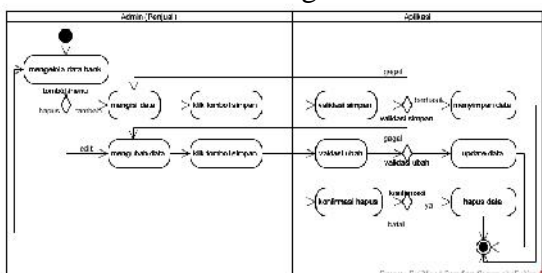 Admin (Penjual)
Aplikasi
mengelola data bank
tombol menu
hapus
tambah
mengisi data
klik tombol simpan
validasi simpan
gagal
berhasil
validasi simpan
menyimpan data
edit
mengubah data
klik tombol simpan
validasi ubah
gagal
validasi ubah
update data
konfirmasi hapus
konfirmasi
ya
hapus data
batal